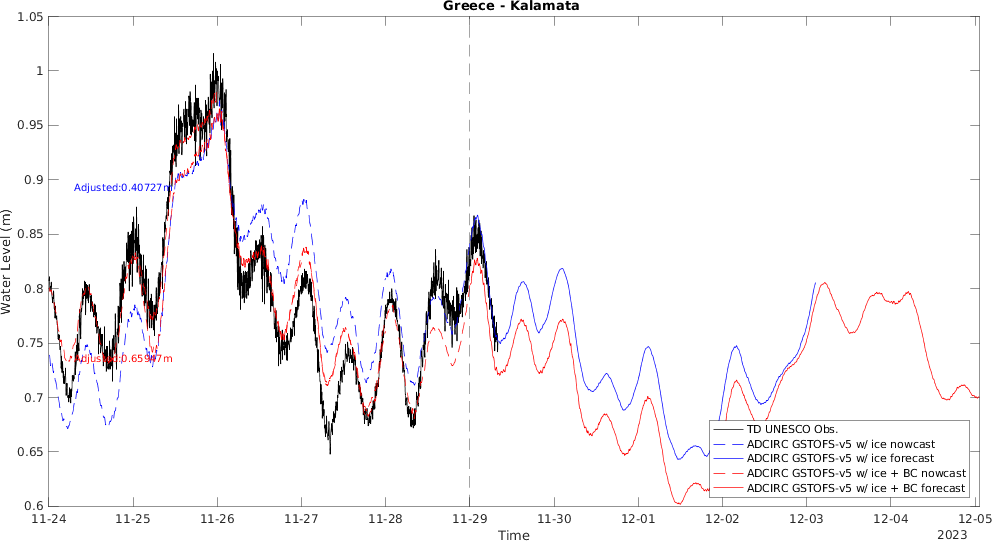 Greece - Kalamata
1.05
1
0.95
0.9
0.85
0.8
0.75
0.7
0.65
0.6
Water Level (m)
Adjusted:0.40727m
Adjusted:0.65947m
TD UNESCO Obs.
ADCIRC GSTOFS-v5 w/ ice nowcast
ADCIRC GSTOFS-v5 w/ ice forecast
ADCIRC GSTOFS-v5 w/ ice + BC nowcast
ADCIRC GSTOFS-v5 w/ ice + BC forecast
11-24 11-25 11-26 11-27 11-28 11-29 11-30 12-01 12-02 12-03 12-04 12-05
Time
2023